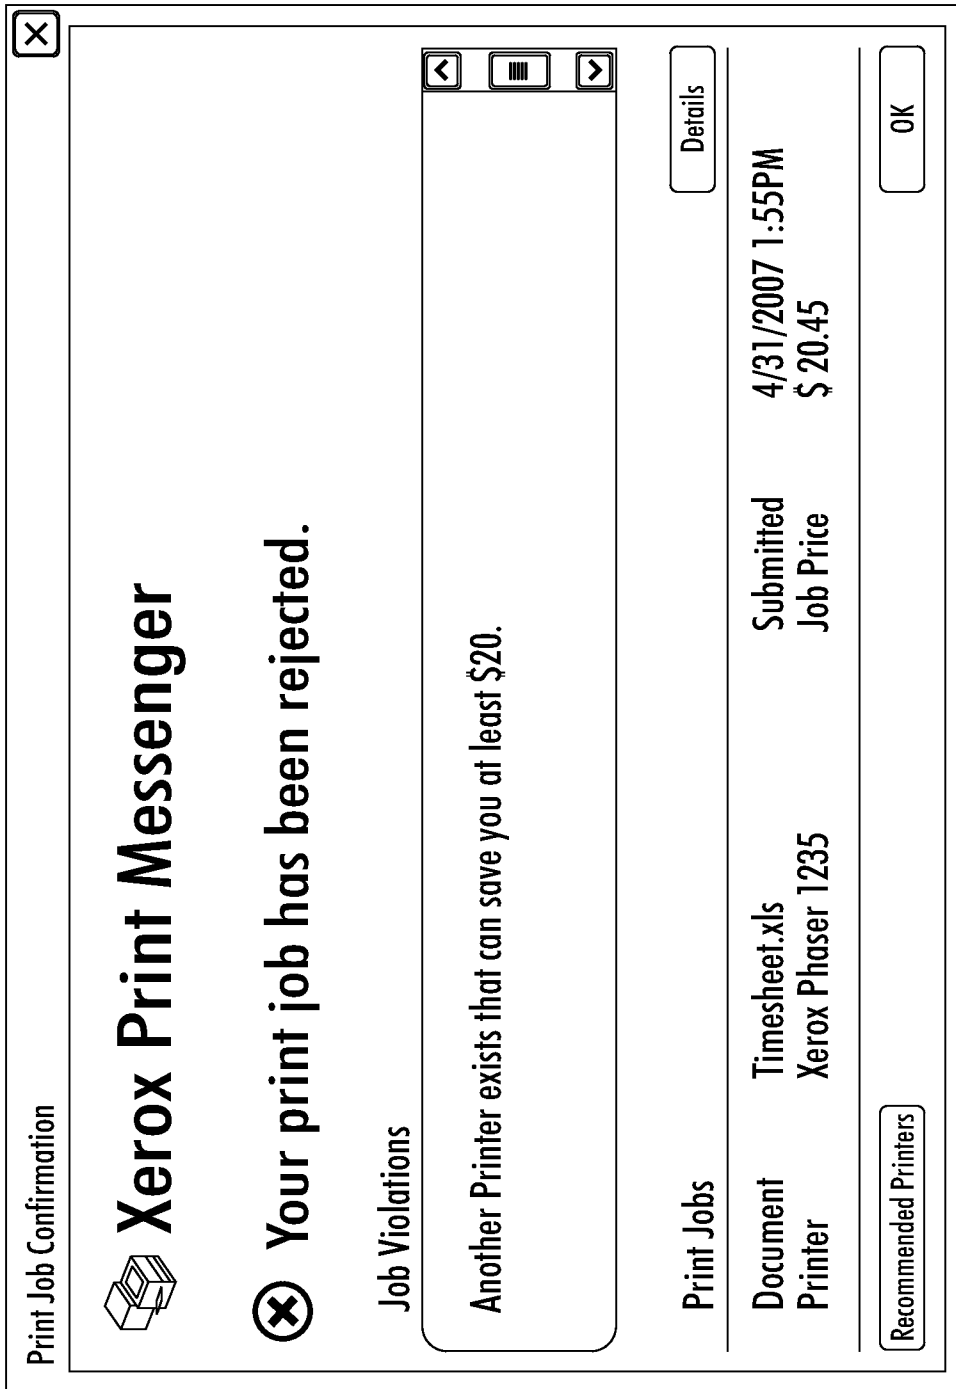 Print Job Confirmation
Xerox Print Messenger
Your print job has been rejected.
Job Violations
Another Printer exists that can save you at least $20.
Print Jobs
Details
Document Timesheet.xls Submitted 4/31/2007 1:55PM
Printer Xerox Phaser 1235 Job Price $ 20.45
Recommended Printers
OK